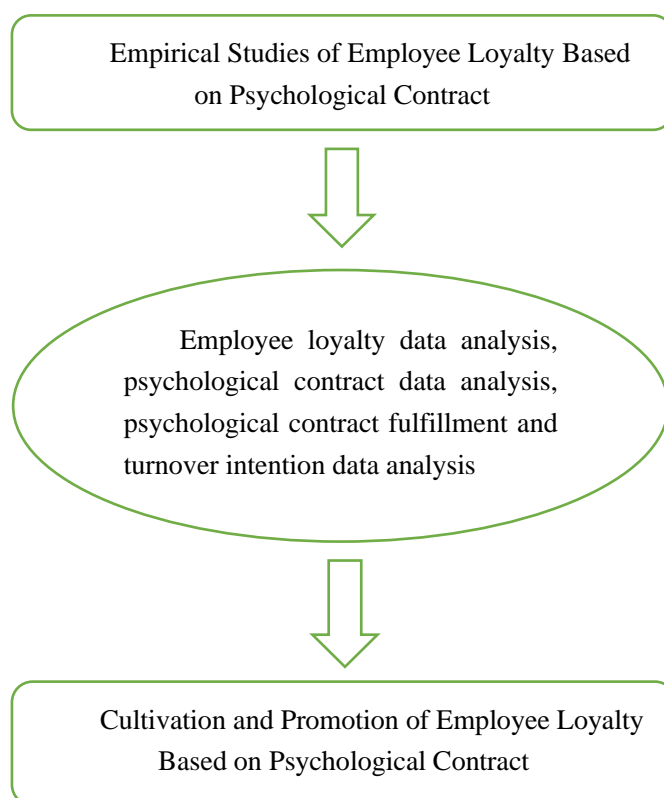 Empirical Studies of Employee Loyalty Based
on Psychological Contract
Employee loyalty data analysis,
psychological contract data analysis,
psychological contract fulfillment and
turnover intention data analysis
Cultivation and Promotion of Employee Loyalty
Based on Psychological Contract